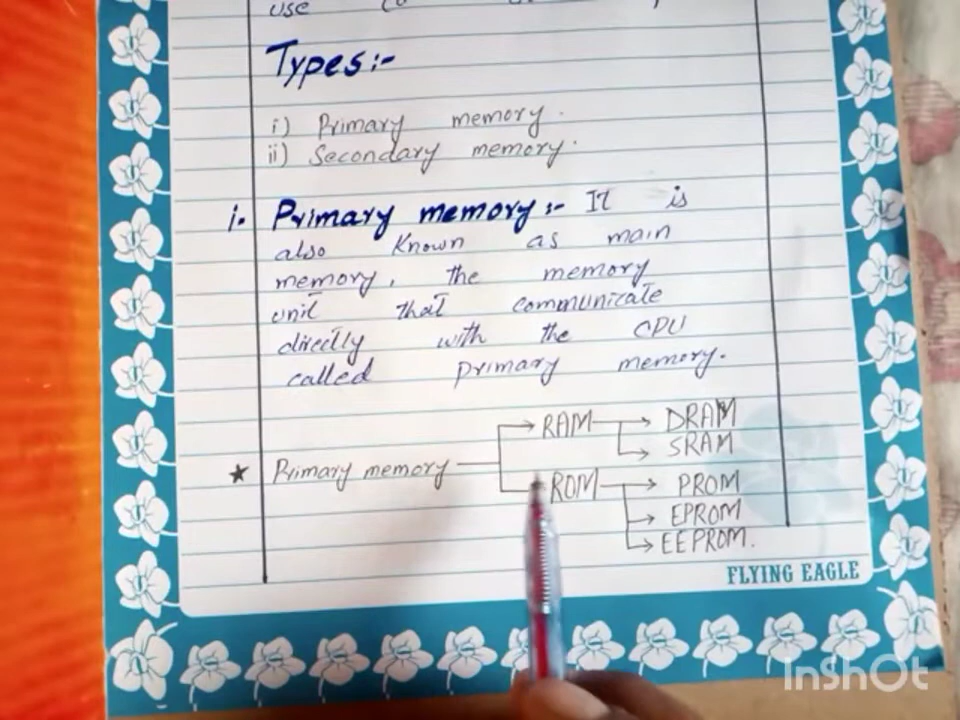 use
Types:-
i) Primary memory.
ii) Secondary memory.
i. Primary memory :- It is
also known as main
memory, the memory
unit that communicate
directly with the CPU
called primary memory.
★ Primary memory → RAM → DRAM
→ SRAM
ROM → PROM
→ EPROM
→ EEPROM.
FLYING EAGLE
InShOt